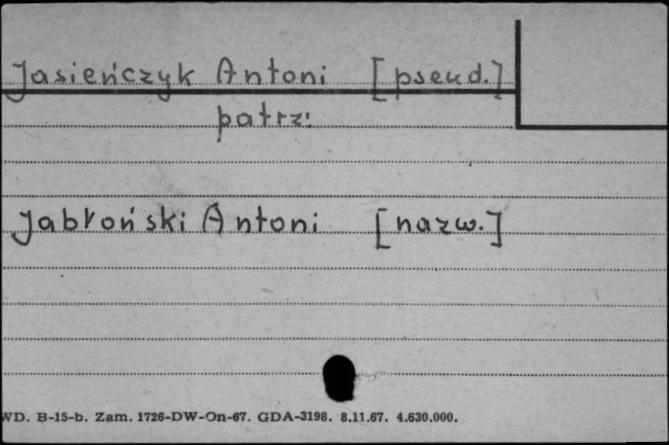 Jasieńczyk Antoni [pseud.]
patrz:
Jabłoński Antoni [nazw.]
WD. B-15-b. Zam. 1726-DW-On-67. GDA-3198. 8.11.67. 4.630.000.